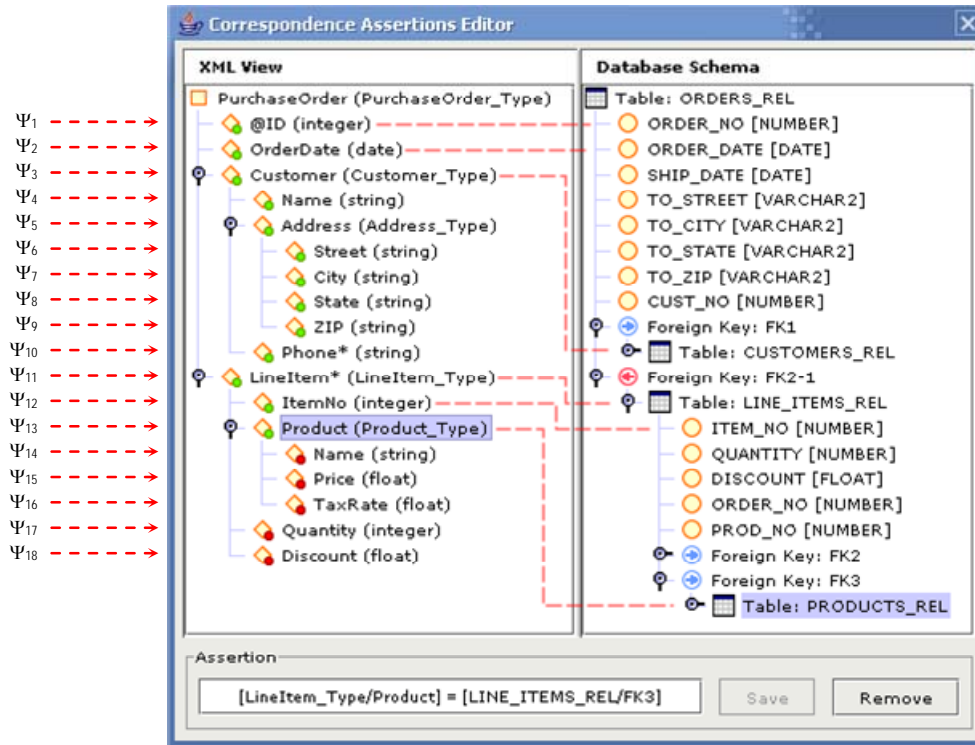 Correspondence Assertions Editor
XML View
Database Schema
PurchaseOrder (PurchaseOrder_Type)
Table: ORDERS_REL
Ψ1
@ID (integer)
ORDER_NO [NUMBER]
Ψ2
OrderDate (date)
ORDER_DATE [DATE]
Ψ3
Customer (Customer_Type)
SHIP_DATE [DATE]
Ψ4
Name (string)
TO_STREET [VARCHAR2]
Ψ5
Address (Address_Type)
TO_CITY [VARCHAR2]
Ψ6
Street (string)
TO_STATE [VARCHAR2]
Ψ7
City (string)
TO_ZIP [VARCHAR2]
Ψ8
State (string)
CUST_NO [NUMBER]
Ψ9
ZIP (string)
Foreign Key: FK1
Ψ10
Phone* (string)
Table: CUSTOMERS_REL
Ψ11
LineItem* (LineItem_Type)
Foreign Key: FK2-1
Ψ12
ItemNo (integer)
Table: LINE_ITEMS_REL
Ψ13
Product (Product_Type)
ITEM_NO [NUMBER]
Ψ14
Name (string)
QUANTITY [NUMBER]
Ψ15
Price (float)
DISCOUNT [FLOAT]
Ψ16
TaxRate (float)
ORDER_NO [NUMBER]
Ψ17
Quantity (integer)
PROD_NO [NUMBER]
Ψ18
Discount (float)
Foreign Key: FK2
Foreign Key: FK3
Table: PRODUCTS_REL
Assertion
[LineItem_Type/Product] = [LINE_ITEMS_REL/FK3]
Save
Remove